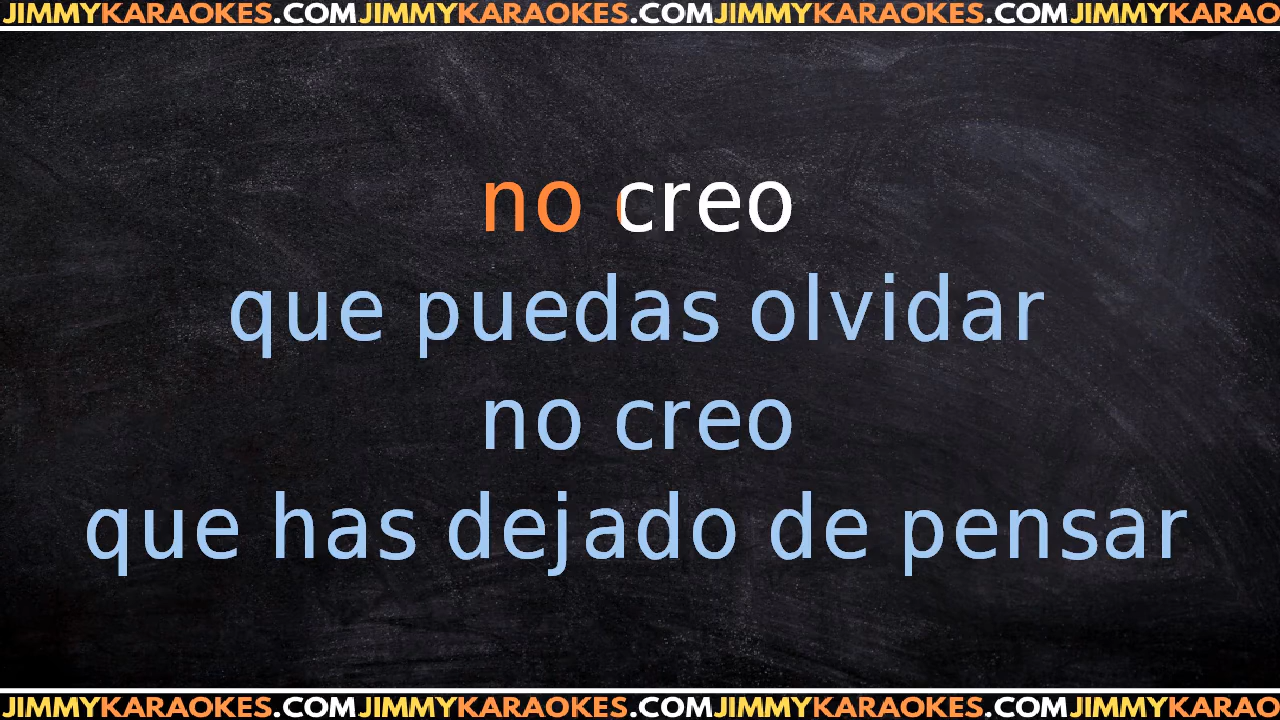 JIMMYKARAOKES.COMJIMMYKARAOKES.COMJIMMYKARAOKES.COMJIMMYKARAO
no creo
que puedas olvidar
no creo
que has dejado de pensar
JIMMYKARAOKES.COMJIMMYKARAOKES.COMJIMMYKARAOKES.COMJIMMYKARAO